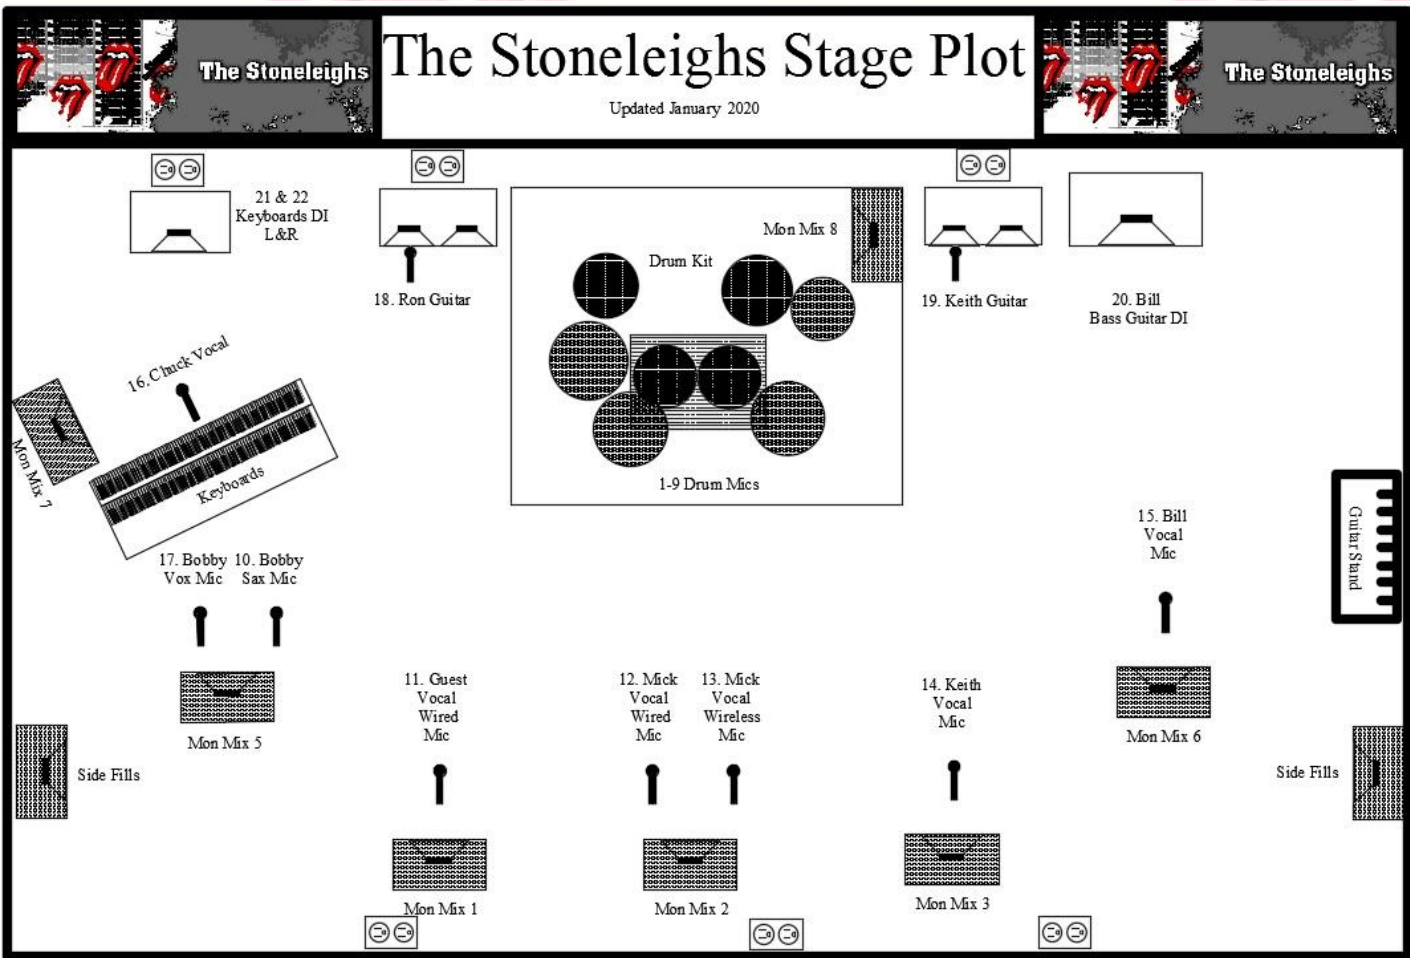 The Stoneleighs
The Stoneleighs Stage Plot
Updated January 2020
The Stoneleighs
21 & 22
Keyboards DI
L&R
18. Ron Guitar
Mon Mix 8
Drum Kit
1-9 Drum Mics
19. Keith Guitar
20. Bill
Bass Guitar DI
16. Chuck Vocal
Mon Mix 7
Keyboards
17. Bobby
Vox Mic
10. Bobby
Sax Mic
Mon Mix 5
15. Bill
Vocal
Mic
Mon Mix 6
Guitar Stand
Side Fills
11. Guest
Vocal
Wired
Mic
Mon Mix 1
12. Mick
Vocal
Wired
Mic
13. Mick
Vocal
Wireless
Mic
Mon Mix 2
14. Keith
Vocal
Mic
Mon Mix 3
Side Fills